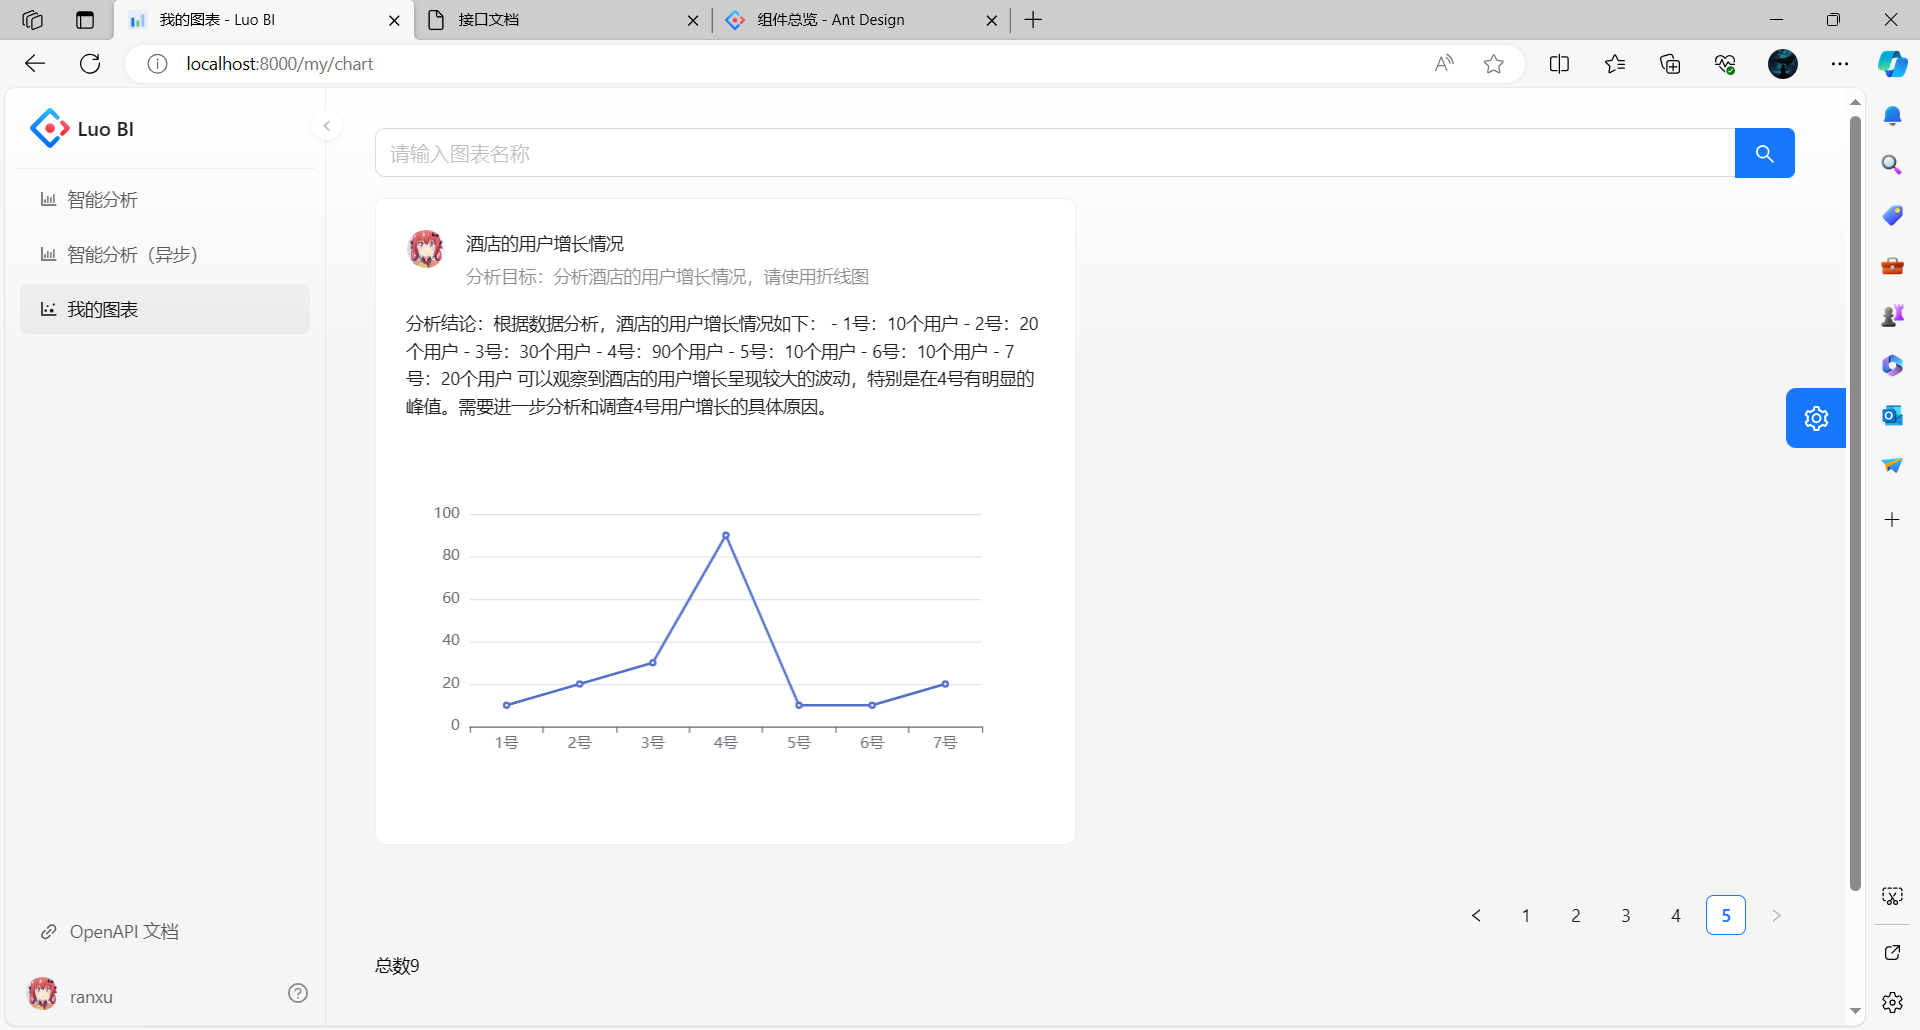 我的图表 - Luo BI
接口文档
组件总览 - Ant Design
localhost:8000/my/chart
Luo BI
智能分析
智能分析（异步）
我的图表
OpenAPI 文档
ranxu
请输入图表名称
酒店的用户增长情况
分析目标：分析酒店的用户增长情况，请使用折线图
分析结论：根据数据分析，酒店的用户增长情况如下： - 1号：10个用户 - 2号：20
个用户 - 3号：30个用户 - 4号：90个用户 - 5号：10个用户 - 6号：10个用户 - 7
号：20个用户 可以观察到酒店的用户增长呈现较大的波动，特别是在4号有明显的
峰值。需要进一步分析和调查4号用户增长的具体原因。
100
80
60
40
20
0
1号 2号 3号 4号 5号 6号 7号
1 2 3 4 5
总数9